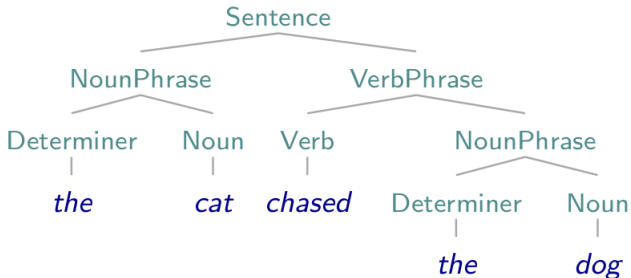 Sentence
NounPhrase VerbPhrase
Determiner Noun Verb NounPhrase
the cat chased Determiner Noun
the dog